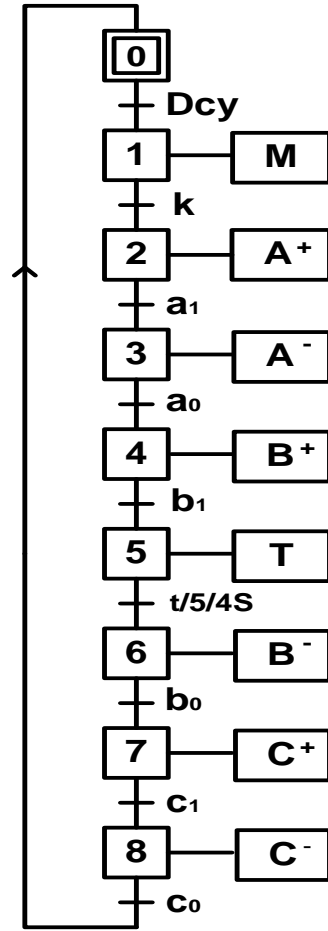 0
Dcy
1 M
k
2 A⁺
a₁
3 A⁻
a₀
4 B⁺
b₁
5 T
t/5/4S
6 B⁻
b₀
7 C⁺
c₁
8 C⁻
c₀